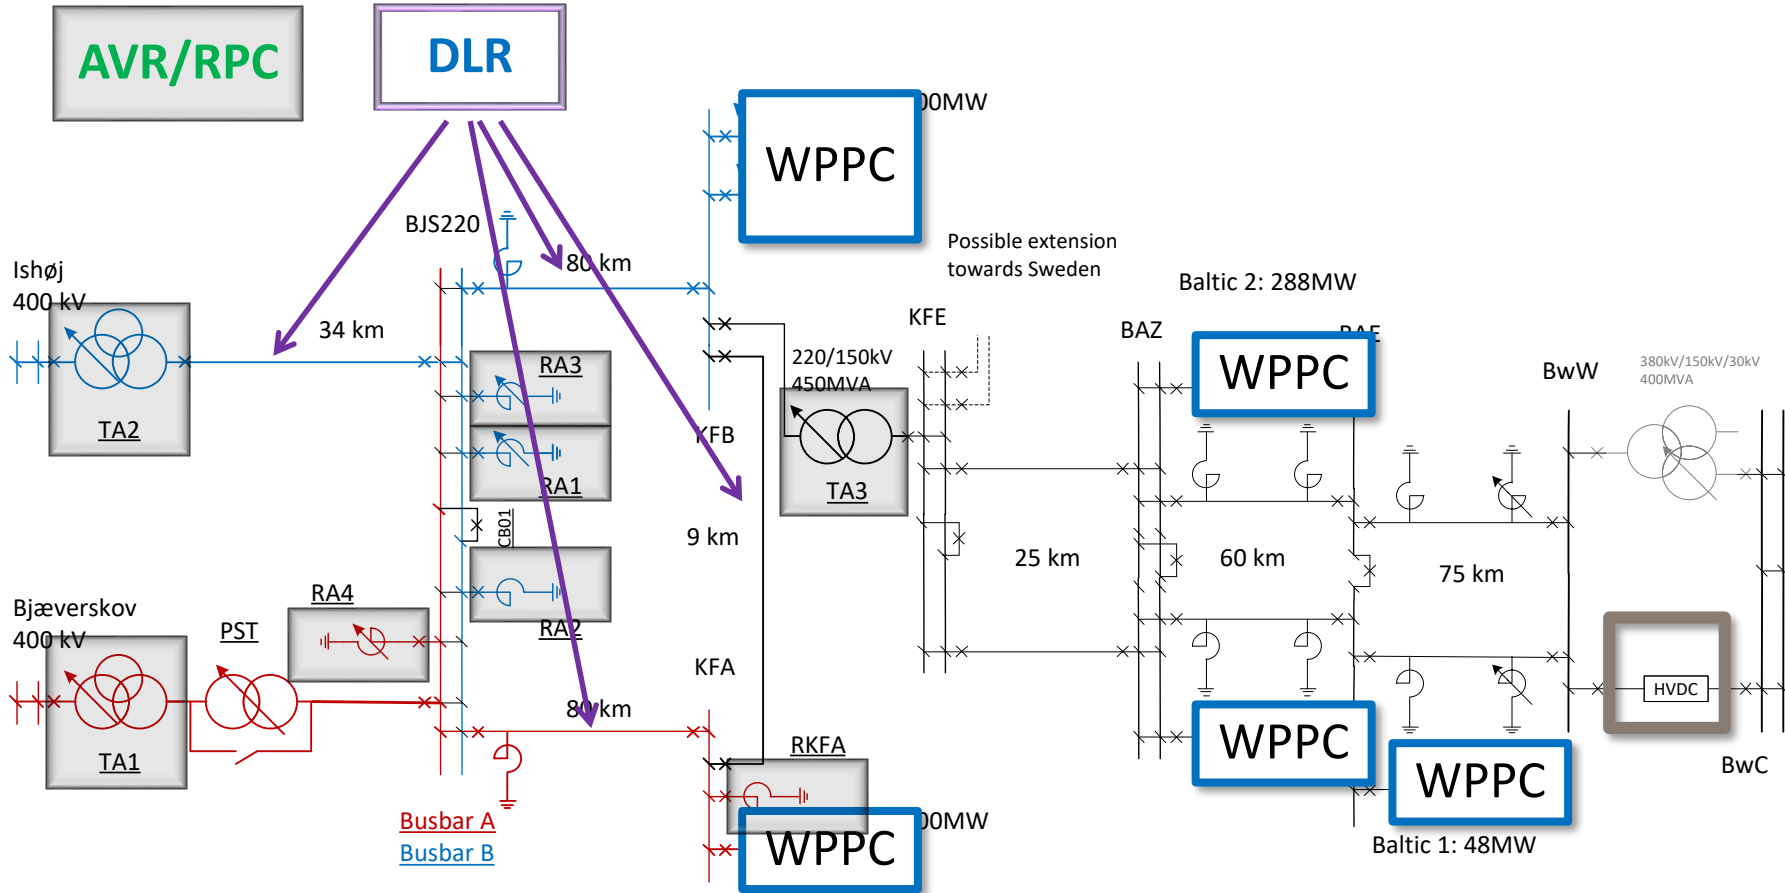 AVR/RPC
DLR
WPPC
00MW
BJS220
80 km
Possible extension
towards Sweden
Ishøj
400 kV
34 km
TA2
RA3
RA1
CB01
RA2
KFB
220/150kV
450MVA
TA3
KFE
BAZ
Baltic 2: 288MW
BAE
WPPC
BwW
380kV/150kV/30kV
400MVA
9 km
25 km
60 km
75 km
Bjæverskov
400 kV
TA1
PST
RA4
KFA
80 km
RKFA
WPPC
00MW
Busbar A
Busbar B
WPPC
WPPC
Baltic 1: 48MW
HVDC
BwC